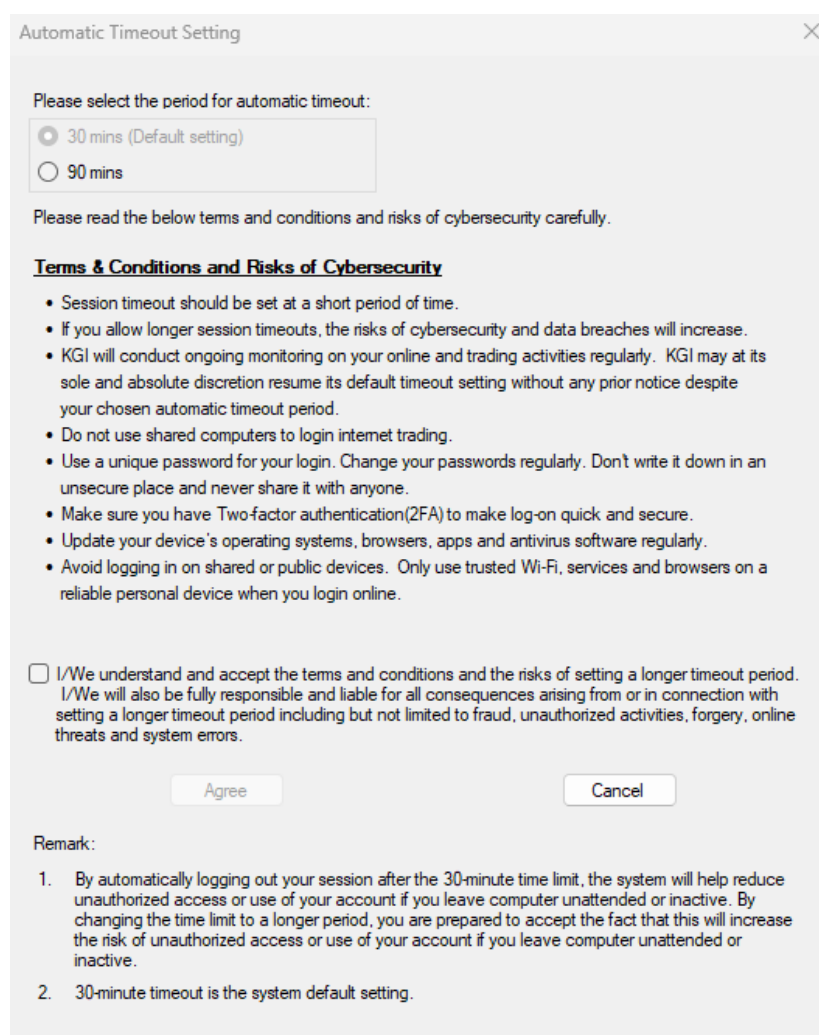 Automatic Timeout Setting
Please select the period for automatic timeout:
30 mins (Default setting)
90 mins
Please read the below terms and conditions and risks of cybersecurity carefully.
Terms & Conditions and Risks of Cybersecurity
• Session timeout should be set at a short period of time.
• If you allow longer session timeouts, the risks of cybersecurity and data breaches will increase.
• KGI will conduct ongoing monitoring on your online and trading activities regularly.  KGI may at its
sole and absolute discretion resume its default timeout setting without any prior notice despite
your chosen automatic timeout period.
• Do not use shared computers to login internet trading.
• Use a unique password for your login. Change your passwords regularly. Don't write it down in an
unsecure place and never share it with anyone.
• Make sure you have Two-factor authentication(2FA) to make log-on quick and secure.
• Update your device's operating systems, browsers, apps and antivirus software regularly.
• Avoid logging in on shared or public devices.  Only use trusted Wi-Fi, services and browsers on a
reliable personal device when you login online.
I/We understand and accept the terms and conditions and the risks of setting a longer timeout period.
I/We will also be fully responsible and liable for all consequences arising from or in connection with
setting a longer timeout period including but not limited to fraud, unauthorized activities, forgery, online
threats and system errors.
Agree
Cancel
Remark:
1. By automatically logging out your session after the 30-minute time limit, the system will help reduce
unauthorized access or use of your account if you leave computer unattended or inactive. By
changing the time limit to a longer period, you are prepared to accept the fact that this will increase
the risk of unauthorized access or use of your account if you leave computer unattended or
inactive.
2. 30-minute timeout is the system default setting.